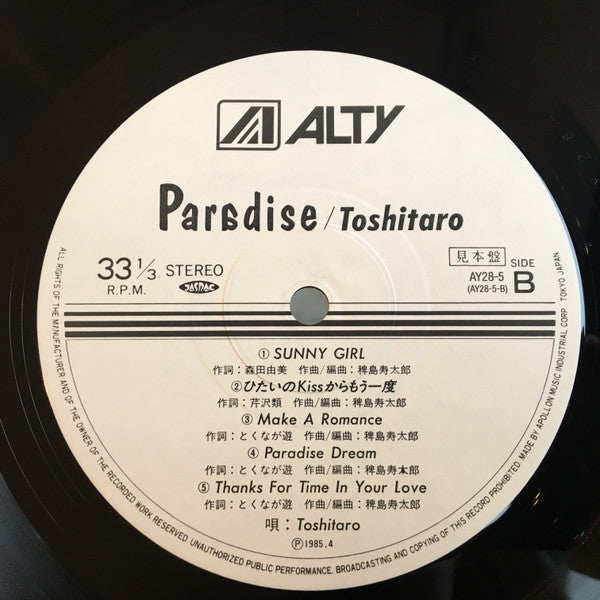 ALTY
Paradise / Toshitaro
33 1/3 STEREO
R.P.M.
JASRAC
見本盤
SIDE B
AY28-5
(AY28-5-B)
① SUNNY GIRL
作詞：森田由美 作曲/編曲：稗島寿太郎
②ひたいのKissからもう一度
作詞：芹沢類 作曲/編曲：稗島寿太郎
③ Make A Romance
作詞：とくなが遊 作曲/編曲：稗島寿太郎
④ Paradise Dream
作詞：とくなが遊 作曲/編曲：稗島寿太郎
⑤ Thanks For Time In Your Love
作詞：とくなが遊 作曲/編曲：稗島寿太郎
唄：Toshitaro
Ⓟ1985.4
ALL RIGHTS OF THE MANUFACTURER AND OF THE OWNER OF THE RECORDED WORK RESERVED. UNAUTHORIZED PUBLIC PERFORMANCE. BROADCASTING AND COPYING OF THIS RECORD PROHIBITED. MADE BY APOLLON MUSIC INDUSTRIAL CORP. TOKYO JAPAN